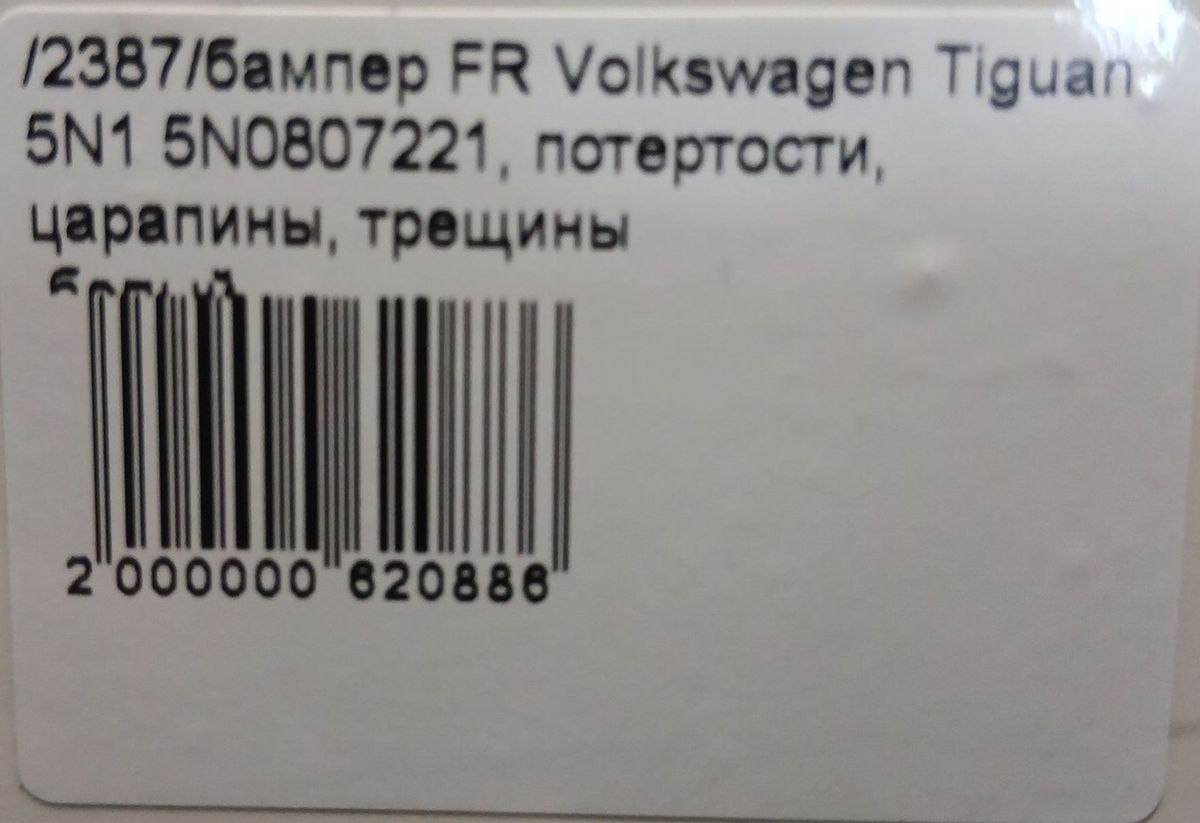 /2387/бампер FR Volkswagen Tiguan
5N1 5N0807221, потертости,
царапины, трещины
2 000000 620886